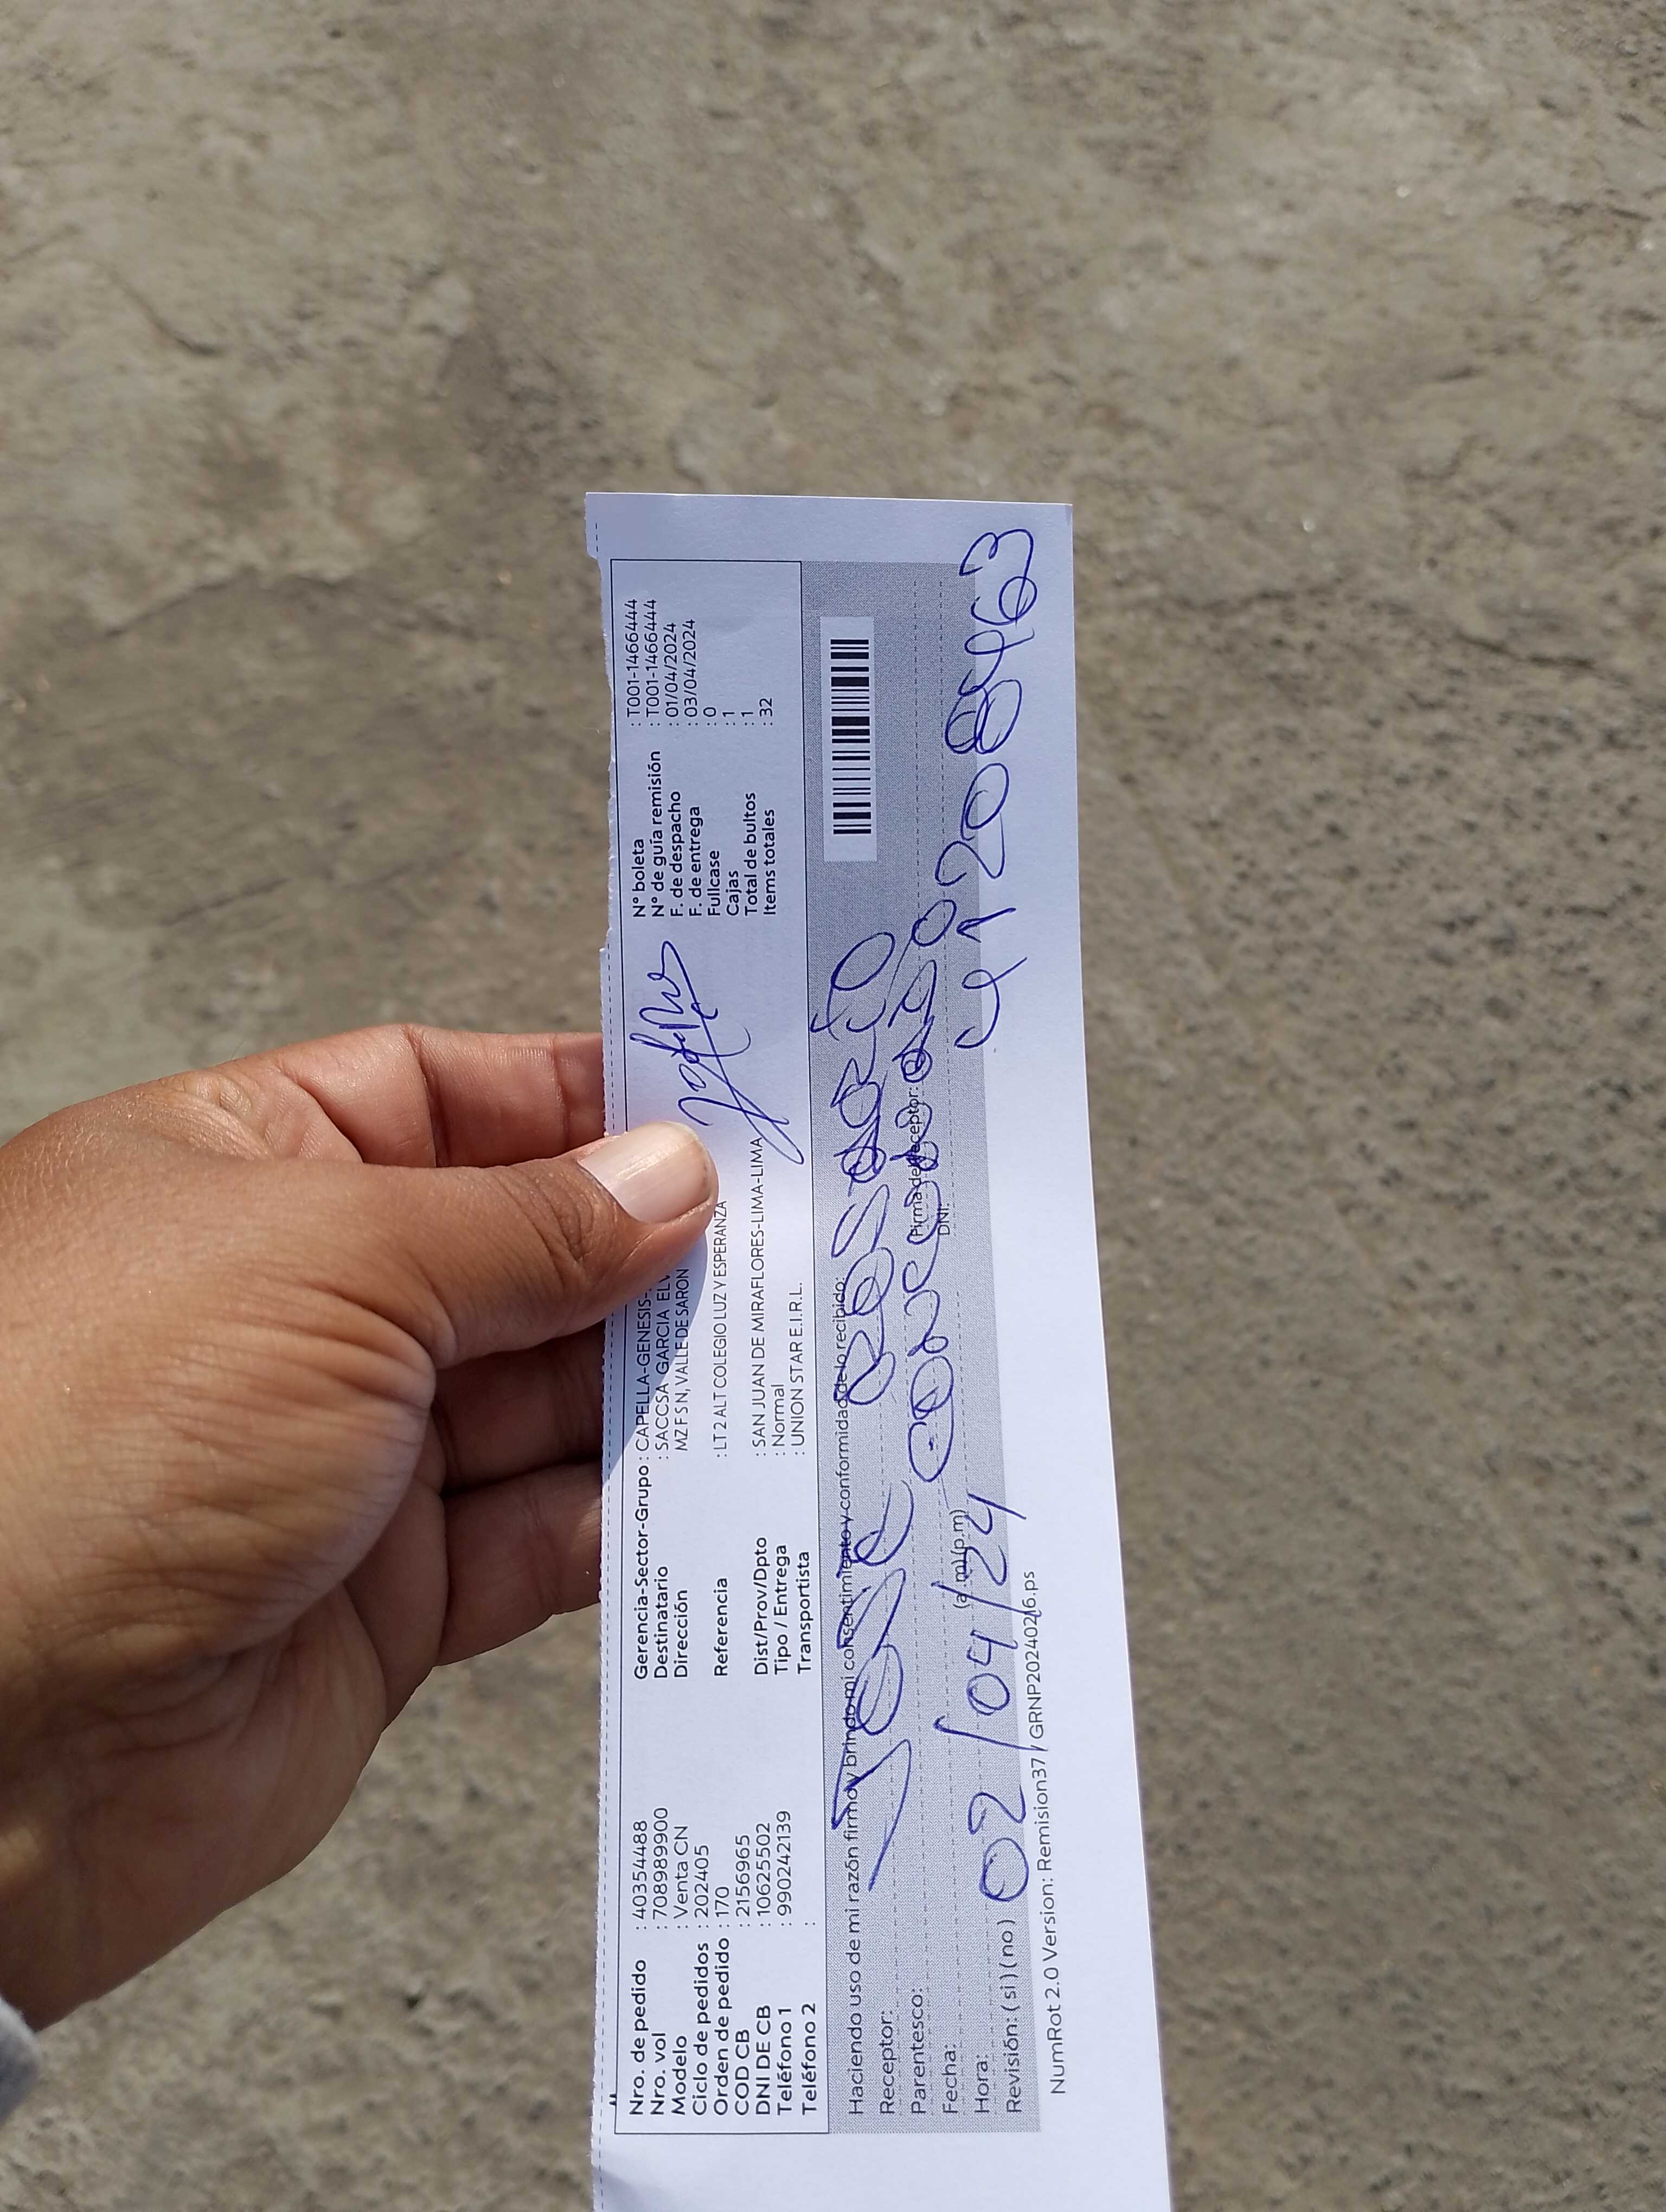 Nro. de pedido : 40354488
Nro. vol : 708989900
Modelo : Venta CN
Ciclo de pedidos : 202405
Orden de pedido : 170
COD CB : 2156965
DNI DE CB : 10625502
Teléfono 1 : 990242139
Teléfono 2 :
Gerencia-Sector-Grupo : CAPELLA-GENESIS-
Destinatario : SACCSA GARCIA
Dirección MZ F S N, VALLE DE SARON
Referencia : LT 2 ALT COLEGIO LUZ Y ESPERANZA
Dist/Prov/Dpto : SAN JUAN DE MIRAFLORES-LIMA-LIMA
Tipo / Entrega : Normal
Transportista : UNION STAR E.I.R.L.
N° boleta : T001-1466444
N° de guía remisión : T001-1466444
F. de despacho : 01/04/2024
F. de entrega : 03/04/2024
Fullcase : 0
Cajas : 1
Total de bultos : 1
Items totales : 32
Haciendo uso de mi razón firmo y brindo mi consentimiento y conformidad de lo recibido:
Receptor: JOSE
Parentesco:
Firma de receptor:
Fecha:
DNI:
Hora: (a.m) (p.m)
02/04/24
Revisión: (si) (no)
NumRot 2.0 Version: Remision37 / GRNP20240216.ps